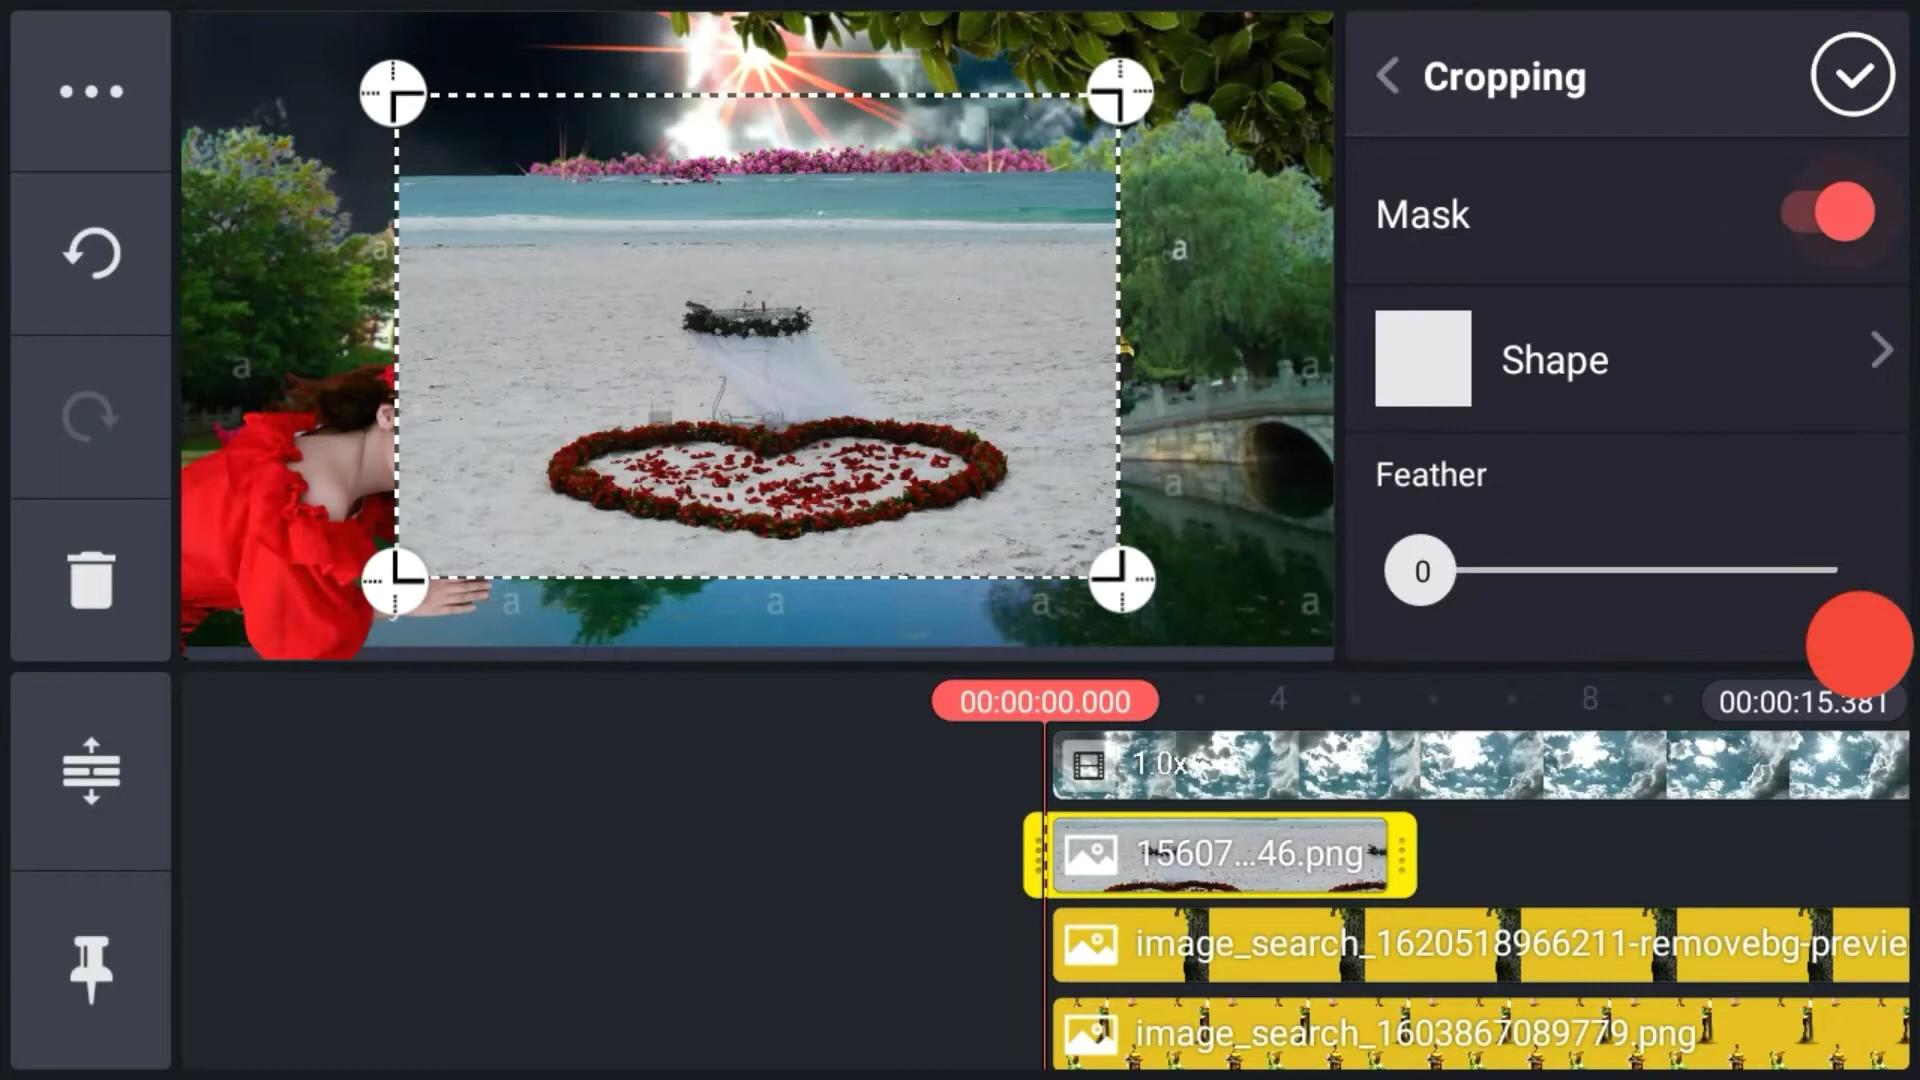 Cropping
Mask
Shape
Feather
0
a
a
a
a
a
a
a
a
a
a
00:00:00.000
4
8
00:00:15.381
1.0x
15607...46.png
image_search_1620518966211-removebg-previe
image_search_1603867089779.png